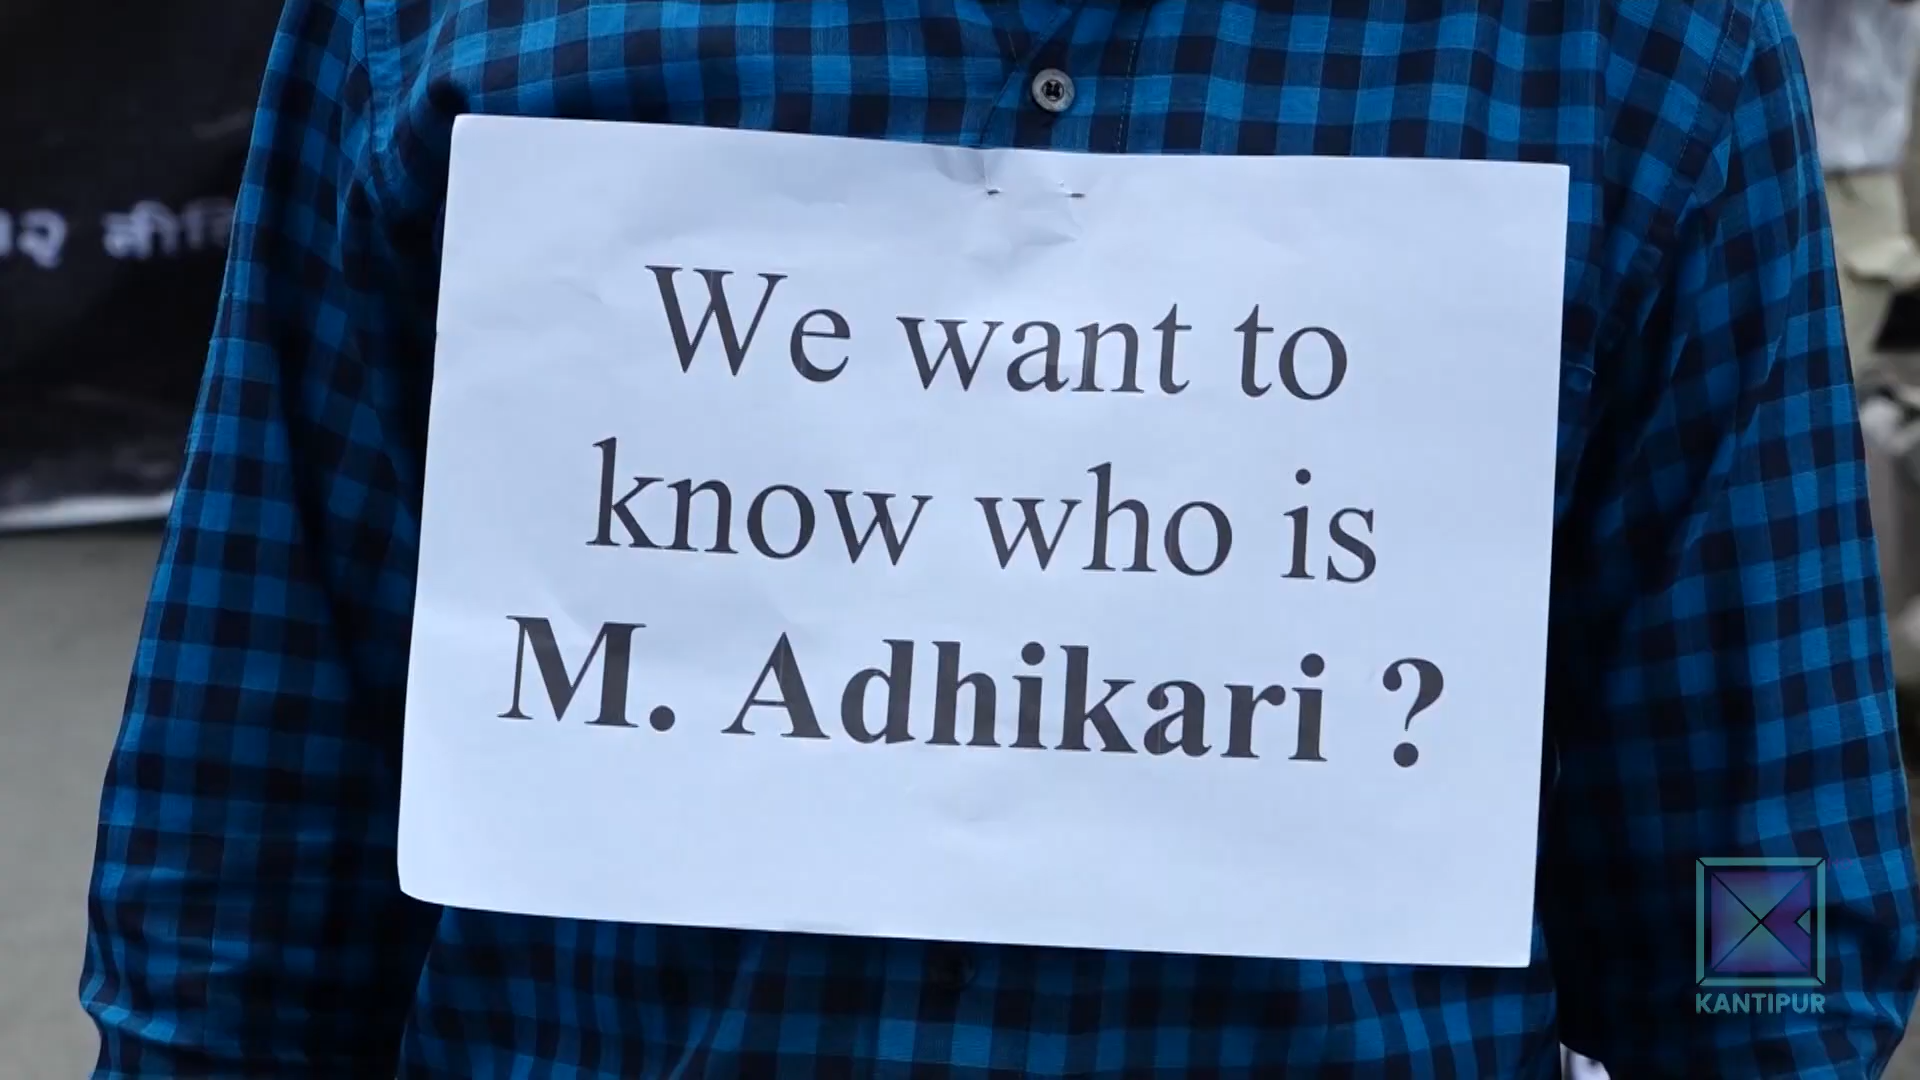 We want to
know who is
M. Adhikari ?
KANTIPUR